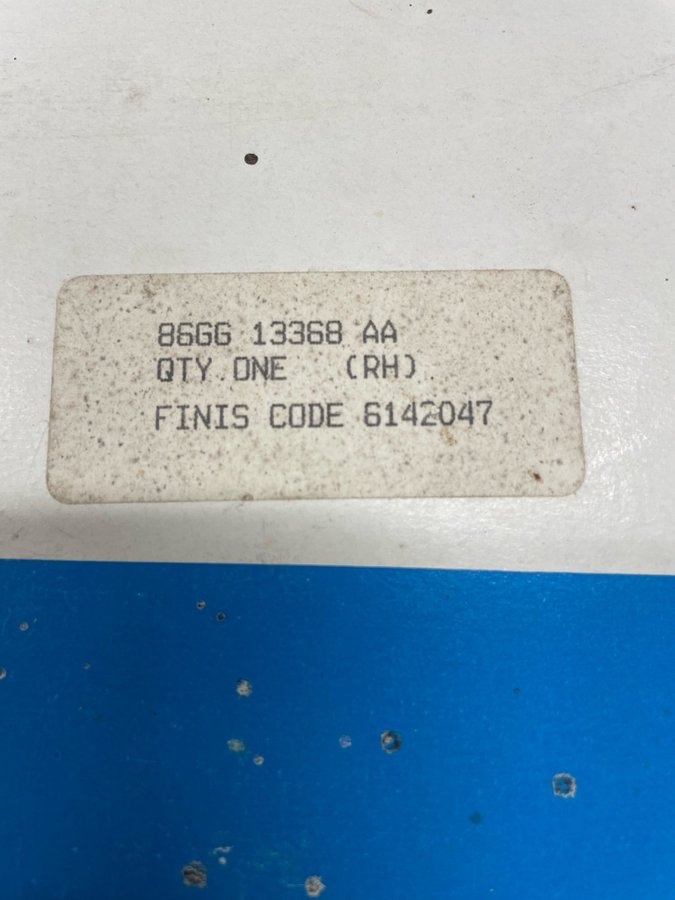 86GG 13368 AA
QTY.ONE (RH)
FINIS CODE 6142047